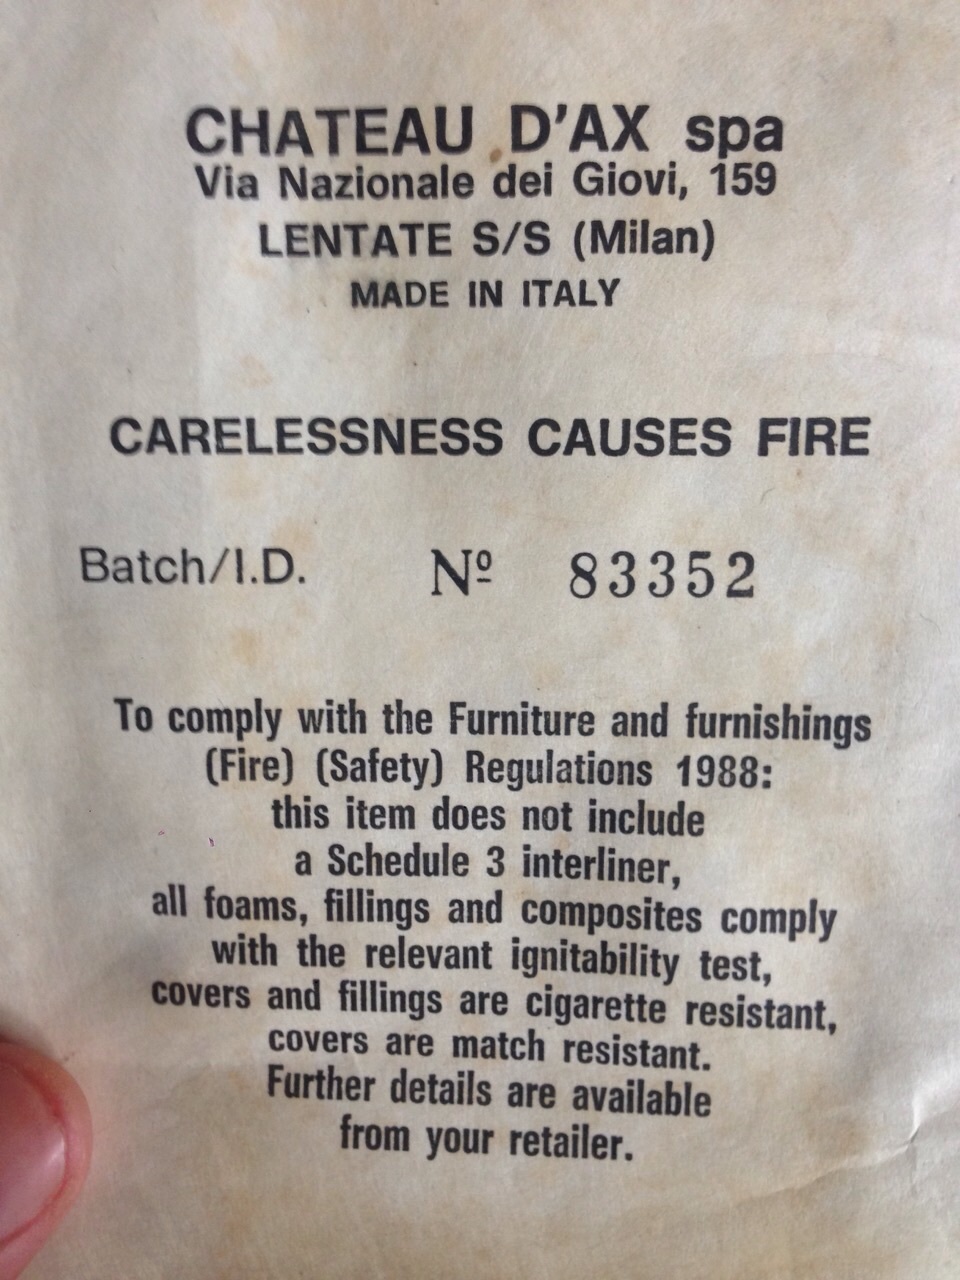 CHATEAU D'AX spa
Via Nazionale dei Giovi, 159
LENTATE S/S (Milan)
MADE IN ITALY
CARELESSNESS CAUSES FIRE
Batch/I.D. Nº 83352
To comply with the Furniture and furnishings
(Fire) (Safety) Regulations 1988:
this item does not include
a Schedule 3 interliner,
all foams, fillings and composites comply
with the relevant ignitability test,
covers and fillings are cigarette resistant,
covers are match resistant.
Further details are available
from your retailer.